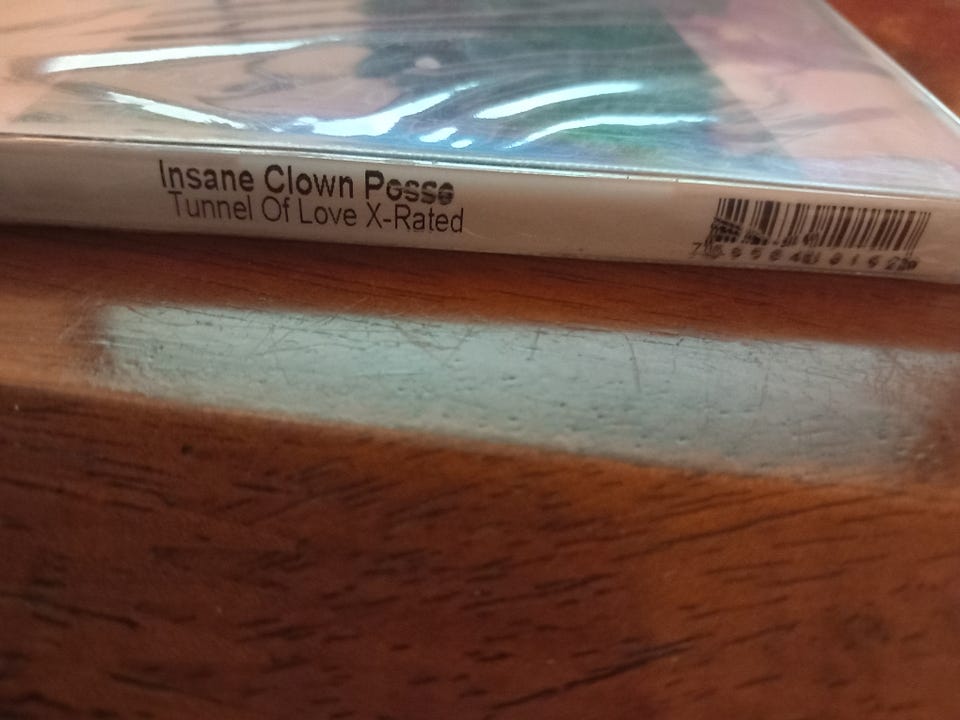 Insane Clown Posse
Tunnel Of Love X-Rated